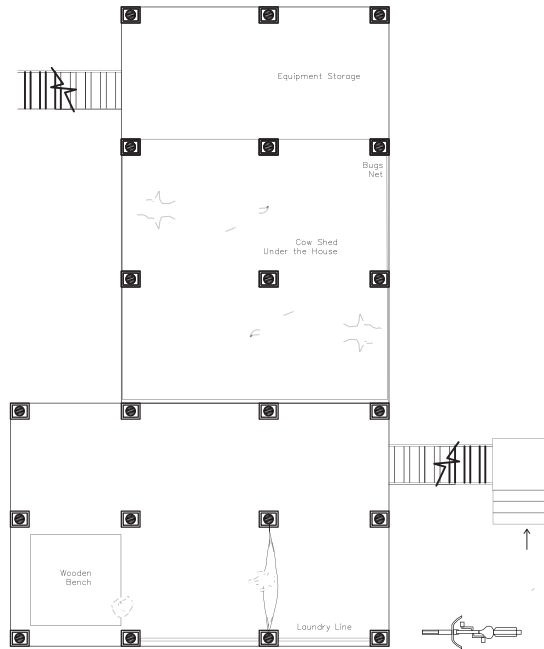 Equipment Storage
Bugs
Net
Cow Shed
Under the House
Wooden
Bench
Laundry Line